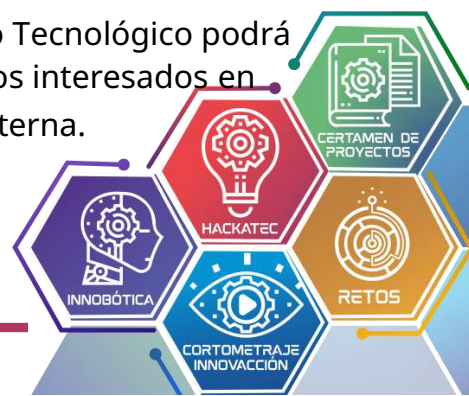 o Tecnológico podrá
os interesados en
terna.
CERTAMEN DE
PROYECTOS
HACKATEC
INNOBÓTICA
RETOS
CORTOMETRAJE
INNOVACCIÓN